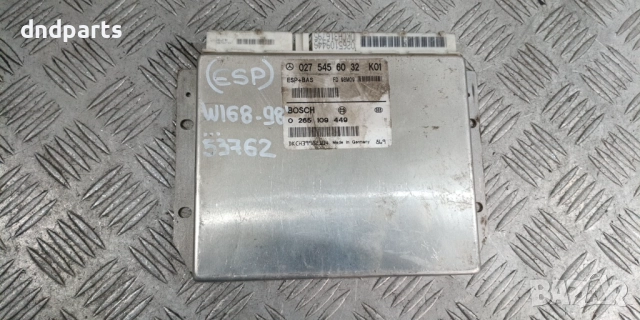 dndparts
027 545 60 32 K01
(ESP)
ESP+BAS
W168-98
BOSCH
0 265 109 449
53762
Made in Germany
BAZAR